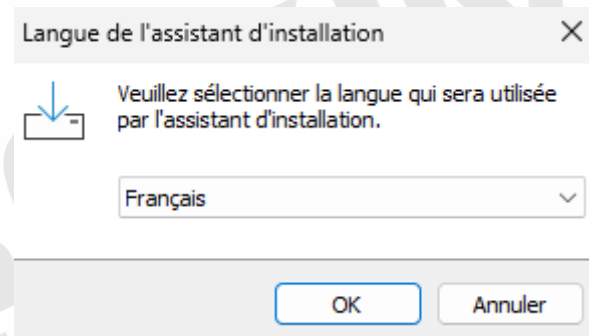 Langue de l'assistant d'installation
Veuillez sélectionner la langue qui sera utilisée
par l'assistant d'installation.
Français
OK
Annuler